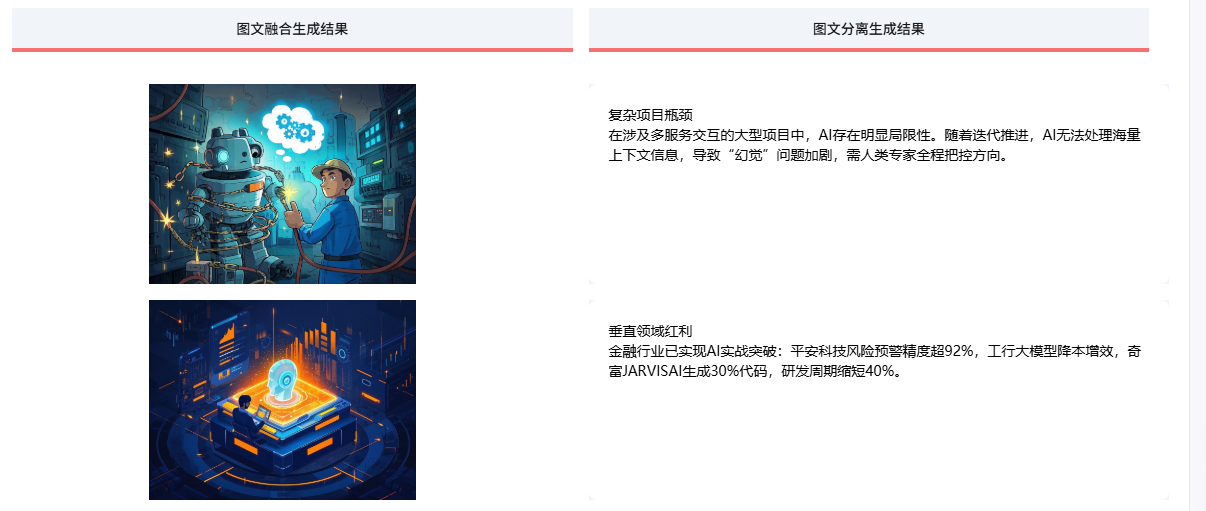 图文融合生成结果
图文分离生成结果
复杂项目瓶颈
在涉及多服务交互的大型项目中，AI存在明显局限性。随着迭代推进，AI无法处理海量
上下文信息，导致“幻觉”问题加剧，需人类专家全程把控方向。
垂直领域红利
金融行业已实现AI实战突破：平安科技风险预警精度超92%，工行大模型降本增效，奇
富JARVISAI生成30%代码，研发周期缩短40%。